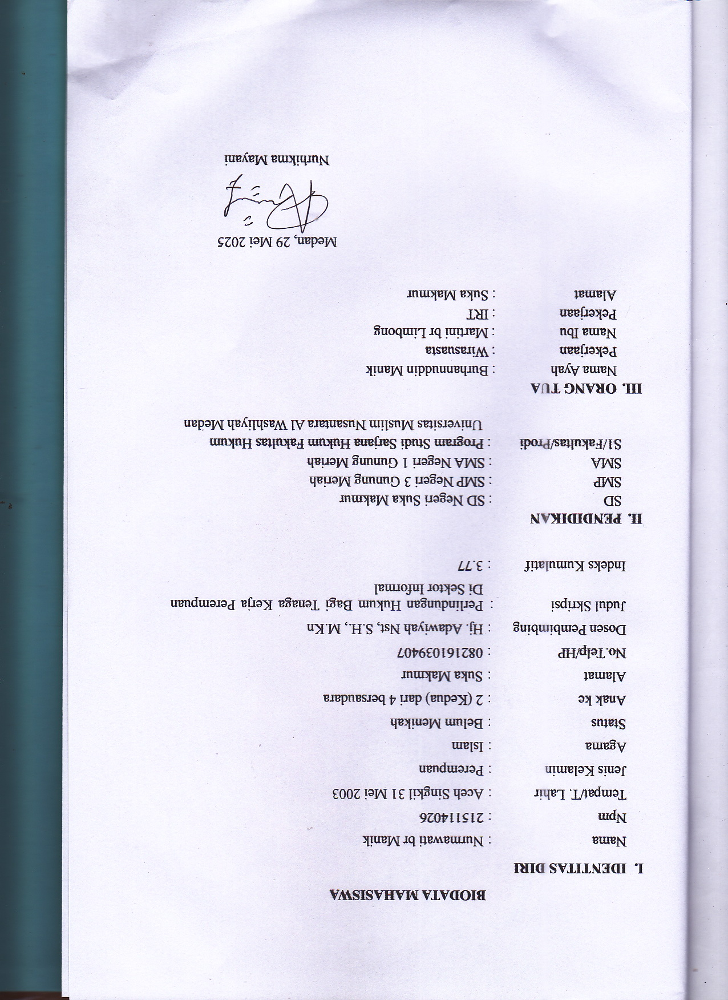 BIODATA MAHASISWA
I. IDENTITAS DIRI
Nama : Nurmawati br Manik
Npm : 215114026
Tempat/T. Lahir : Aceh Singkil 31 Mei 2003
Jenis Kelamin : Perempuan
Agama : Islam
Status : Belum Menikah
Anak ke : 2 (Kedua) dari 4 bersaudara
Alamat : Suka Makmur
No.Telp/HP : 082161039407
Dosen Pembimbing : Hj. Adawiyah Nst, S.H., M.Kn
Judul Skripsi : Perlindungan Hukum Bagi Tenaga Kerja Perempuan
Di Sektor Informal
Indeks Kumulatif : 3.77
II. PENDIDIKAN
SD : SD Negeri Suka Makmur
SMP : SMP Negeri 3 Gunung Meriah
SMA : SMA Negeri 1 Gunung Meriah
S1/Fakultas/Prodi : Program Studi Sarjana Hukum Fakultas Hukum
Universitas Muslim Nusantara Al Washliyah Medan
III. ORANG TUA
Nama Ayah : Burhannuddin Manik
Pekerjaan : Wirasuasta
Nama Ibu : Martini br Limbong
Pekerjaan : IRT
Alamat : Suka Makmur
Medan, 29 Mei 2025
Nurhikma Mayani